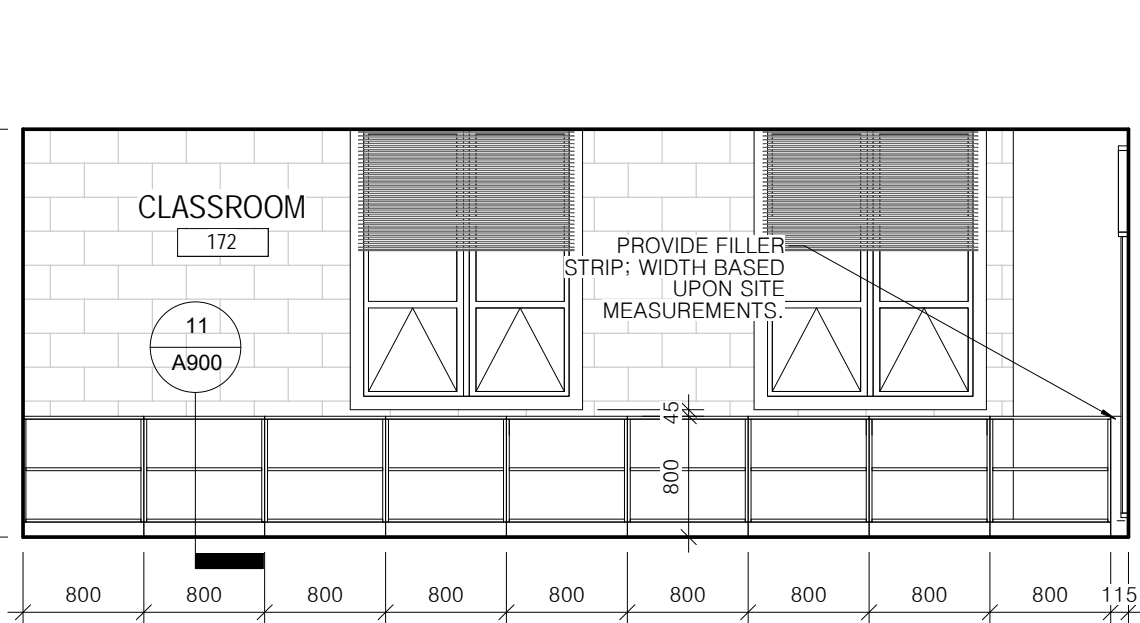 CLASSROOM
172
PROVIDE FILLER
STRIP; WIDTH BASED
UPON SITE
MEASUREMENTS.
11
A900
45
800
800
800
800
800
800
800
800
800
800
115